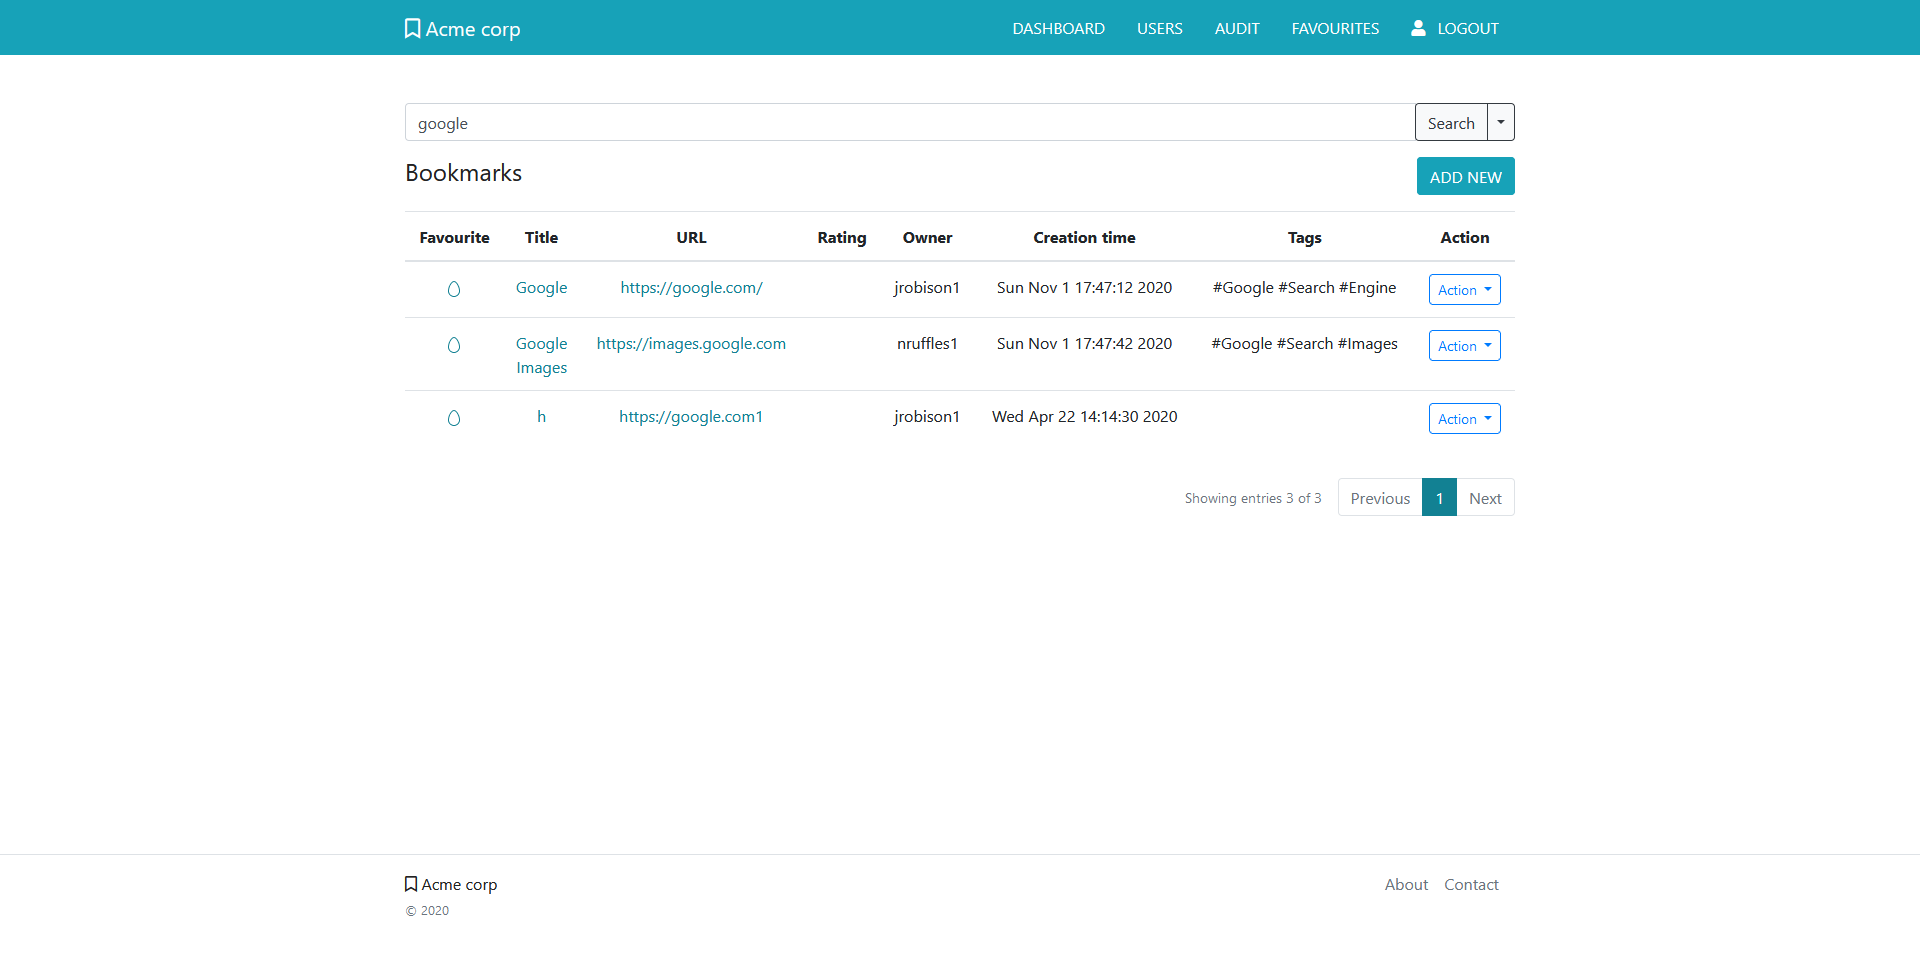 Acme corp DASHBOARD USERS AUDIT FAVOURITES LOGOUT
google Search
Bookmarks ADD NEW
Favourite Title URL Rating Owner Creation time Tags Action
Google https://google.com/ jrobison1 Sun Nov 1 17:47:12 2020 #Google #Search #Engine Action
Google https://images.google.com nruffles1 Sun Nov 1 17:47:42 2020 #Google #Search #Images Action
Images
h https://google.com1 jrobison1 Wed Apr 22 14:14:30 2020 Action
Showing entries 3 of 3 Previous 1 Next
Acme corp About Contact
© 2020